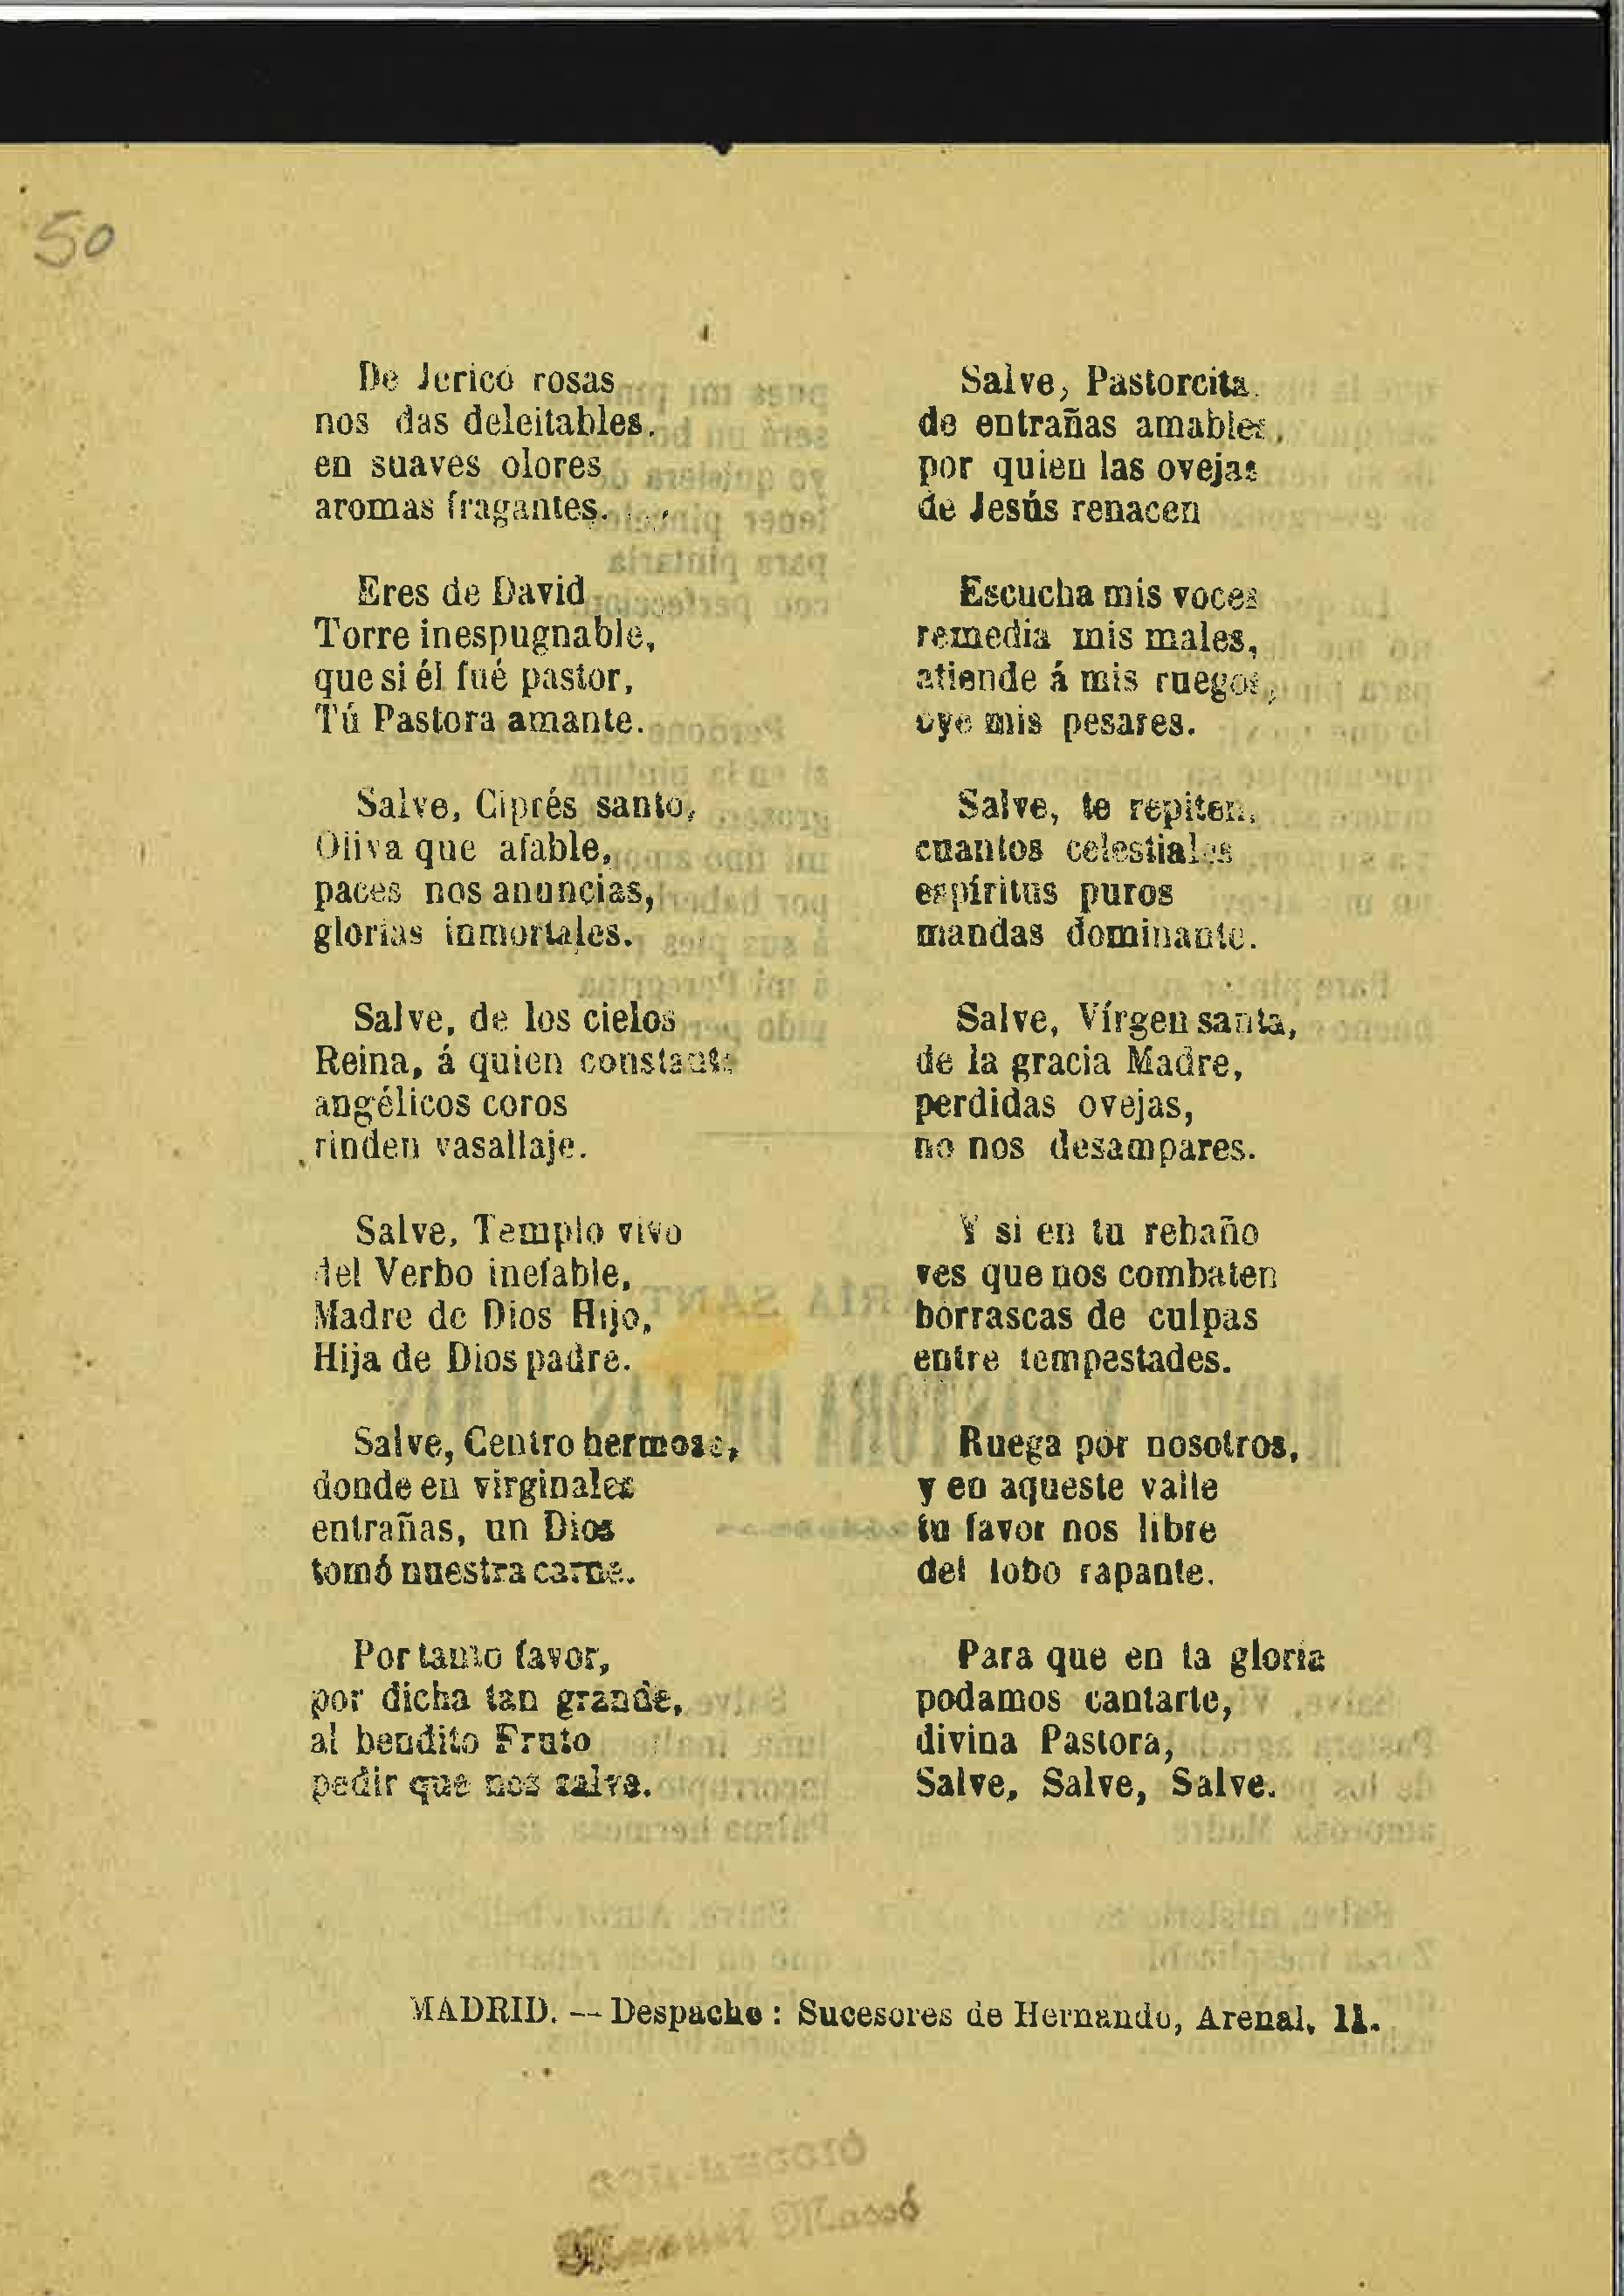 50
De Jericó rosas
nos das deleitables.
en suaves olores
aromas fragantes.
Eres de David
Torre inespugnable,
que si él fué pastor,
Tú Pastora amante.
Salve, Ciprés santo,
Oliva que afable,
paces nos anuncias,
glorias inmortales.
Salve, de los cielos
Reina, á quien constante
angélicos coros
rinden vasallaje.
Salve, Templo vivo
del Verbo inefable,
Madre de Dios Hijo,
Hija de Dios padre.
Salve, Centro hermoso,
donde en virginales
entrañas, un Dios
tomó nuestra carne.
Por tanto favor,
por dicha tan grande,
al bendito Fruto
pedir que nos salve.
Salve, Pastorcita.
de entrañas amables,
por quien las ovejas
de Jesús renacen
Escucha mis voces
remedia mis males,
atiende á mis ruegos,
oye mis pesares.
Salve, te repiten,
cuantos celestiales
espíritus puros
mandas dominante.
Salve, Vírgen santa,
de la gracia Madre,
perdidas ovejas,
no nos desampares.
Y si en tu rebaño
ves que nos combaten
borrascas de culpas
entre tempestades.
Ruega por nosotros,
y en aqueste valle
tu favor nos libre
del lobo rapante.
Para que en la gloria
podamos cantarte,
divina Pastora,
Salve, Salve, Salve.
MADRID. — Despacho : Sucesores de Hernando, Arenal, 11.
Massó